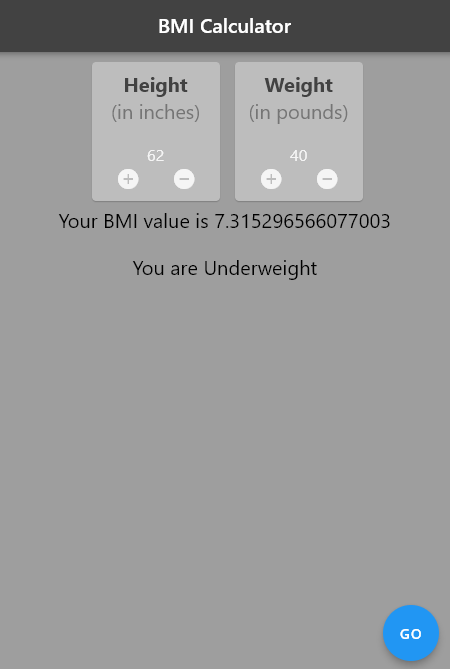 BMI Calculator
Height
(in inches)
62
+ −
Weight
(in pounds)
40
+ −
Your BMI value is 7.315296566077003
You are Underweight
GO